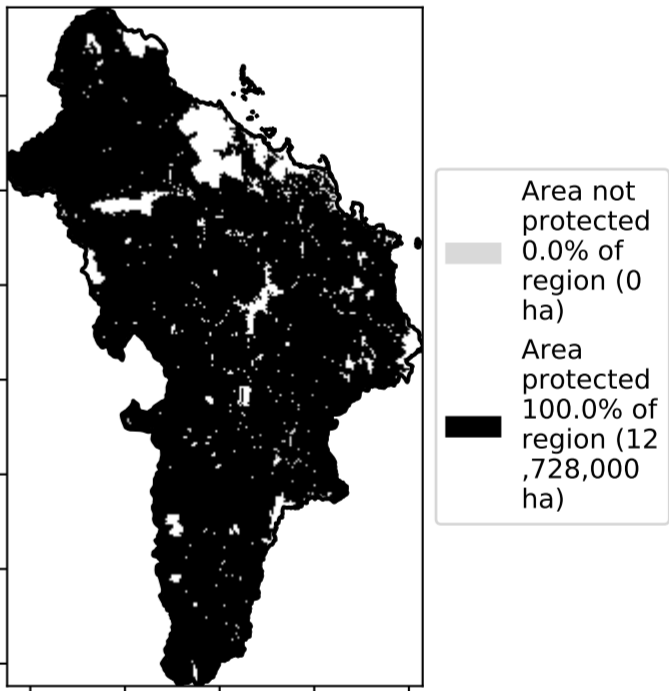 Area not
protected
0.0% of
region (0
ha)
Area
protected
100.0% of
region (12
,728,000
ha)